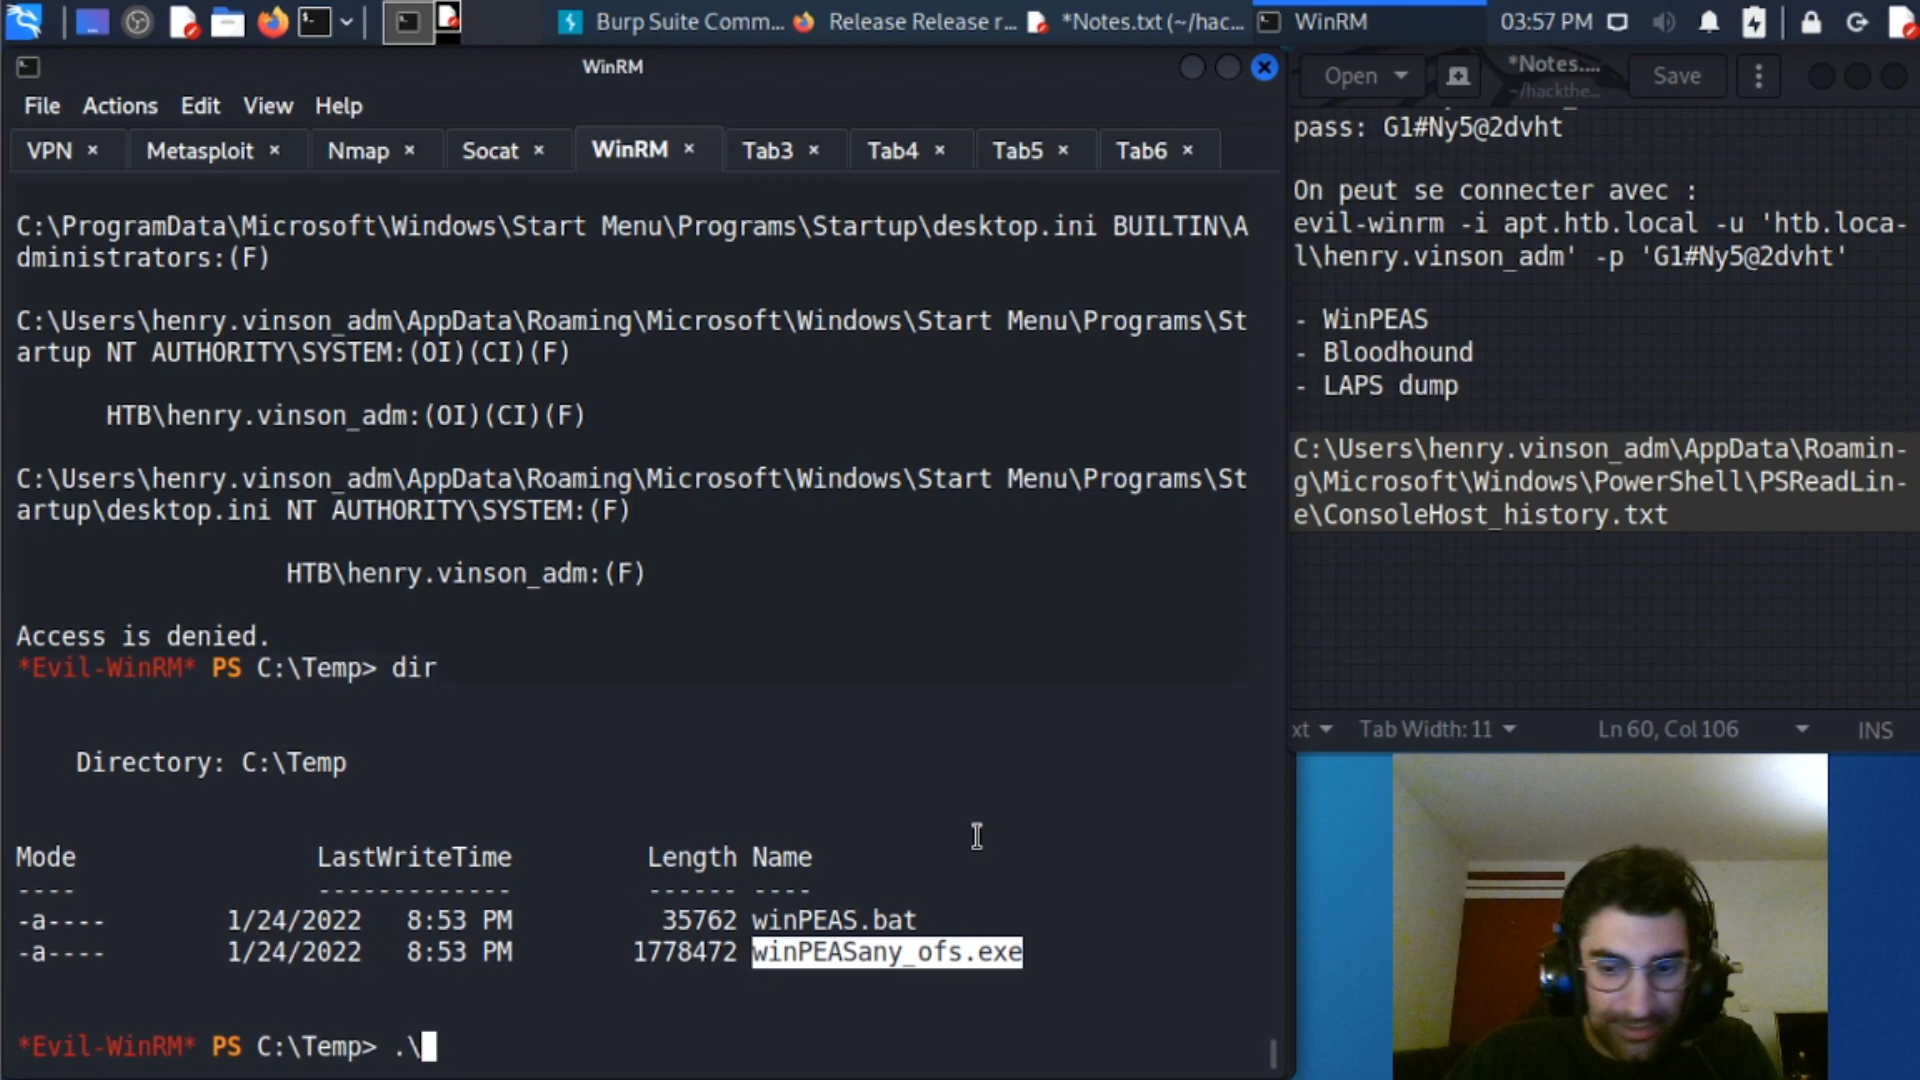 Burp Suite Comm...
Release Release r...
*Notes.txt (~/hac...
WinRM
03:57 PM
WinRM
File Actions Edit View Help
VPN × Metasploit × Nmap × Socat × WinRM × Tab3 × Tab4 × Tab5 × Tab6 ×
C:\ProgramData\Microsoft\Windows\Start Menu\Programs\Startup\desktop.ini BUILTIN\A
dministrators:(F)
C:\Users\henry.vinson_adm\AppData\Roaming\Microsoft\Windows\Start Menu\Programs\St
artup NT AUTHORITY\SYSTEM:(OI)(CI)(F)
HTB\henry.vinson_adm:(OI)(CI)(F)
C:\Users\henry.vinson_adm\AppData\Roaming\Microsoft\Windows\Start Menu\Programs\St
artup\desktop.ini NT AUTHORITY\SYSTEM:(F)
HTB\henry.vinson_adm:(F)
Access is denied.
*Evil-WinRM* PS C:\Temp> dir
Directory: C:\Temp
Mode LastWriteTime Length Name
---- ------------- ------ ----
-a---- 1/24/2022 8:53 PM 35762 winPEAS.bat
-a---- 1/24/2022 8:53 PM 1778472 winPEASany_ofs.exe
*Evil-WinRM* PS C:\Temp> .\
Open
*Notes....
~/hackthe...
Save
pass: G1#Ny5@2dvht
On peut se connecter avec :
evil-winrm -i apt.htb.local -u 'htb.loca-
l\henry.vinson_adm' -p 'G1#Ny5@2dvht'
- WinPEAS
- Bloodhound
- LAPS dump
C:\Users\henry.vinson_adm\AppData\Roamin-
g\Microsoft\Windows\PowerShell\PSReadLin-
e\ConsoleHost_history.txt
xt Tab Width: 11 Ln 60, Col 106 INS